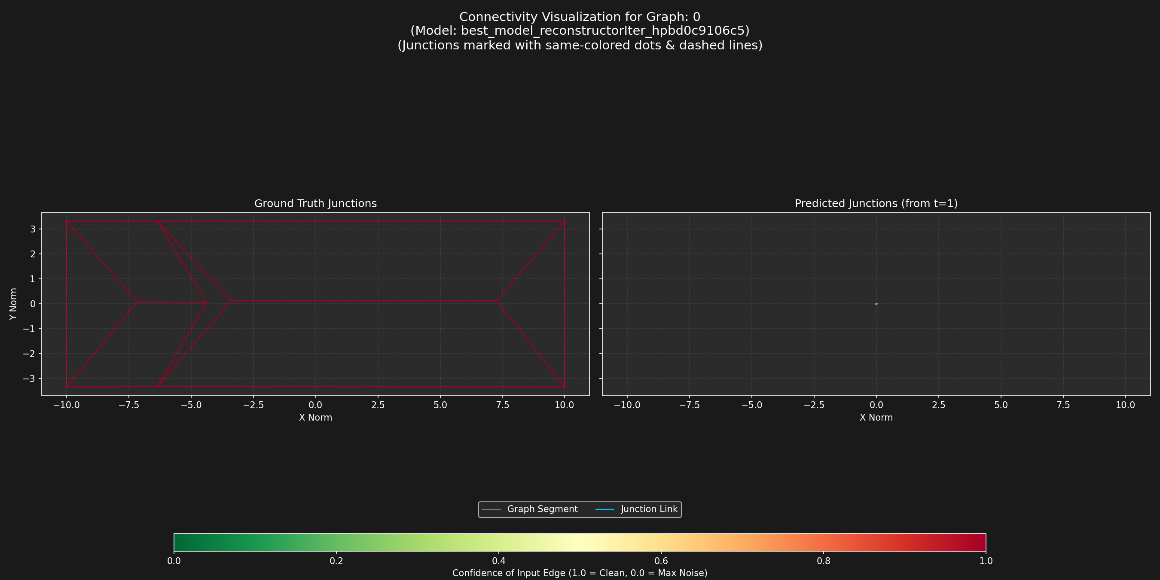 Connectivity Visualization for Graph: 0
(Model: best_model_reconstructorIter_hpbd0c9106c5)
(Junctions marked with same-colored dots & dashed lines)
Ground Truth Junctions
Predicted Junctions (from t=1)
Y Norm
3
2
1
0
−1
−2
−3
−10.0 −7.5 −5.0 −2.5 0.0 2.5 5.0 7.5 10.0
−10.0 −7.5 −5.0 −2.5 0.0 2.5 5.0 7.5 10.0
X Norm
X Norm
Graph Segment
Junction Link
0.0 0.2 0.4 0.6 0.8 1.0
Confidence of Input Edge (1.0 = Clean, 0.0 = Max Noise)